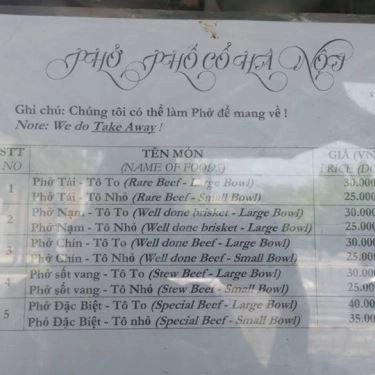 PHỞ PHỐ CỔ HÀ NỘI
Ghi chú: Chúng tôi có thể làm Phở để mang về !
Note: We do Take Away !
STT TÊN MÓN GIÁ (VN
NO (NAME OF FOODS) PRICE (D
1 Phở Tái - Tô To (Rare Beef - Large Bowl) 30.000
Phở Tái - Tô Nhỏ (Rare Beef - Small Bowl) 25.000
2 Phở Nạm - Tô To (Well done brisket - Large Bowl) 30.000
Phở Nạm - Tô Nhỏ (Well done brisket - Large Bowl) 25.000
3 Phở Chín - Tô To (Well done Beef - Large Bowl) 30.000
Phở Chín - Tô Nhỏ (Well done Beef - Small Bowl) 25.000
4 Phở sốt vang - Tô To (Stew Beef - Large Bowl) 30.000
Phở sốt vang - Tô Nhỏ (Stew Beef - Small Bowl) 25.00
5 Phở Đặc Biệt - Tô To (Special Beef - Large Bowl) 40.00
Phở Đặc Biệt - Tô nhỏ (Special Beef - Small Bowl) 35.00